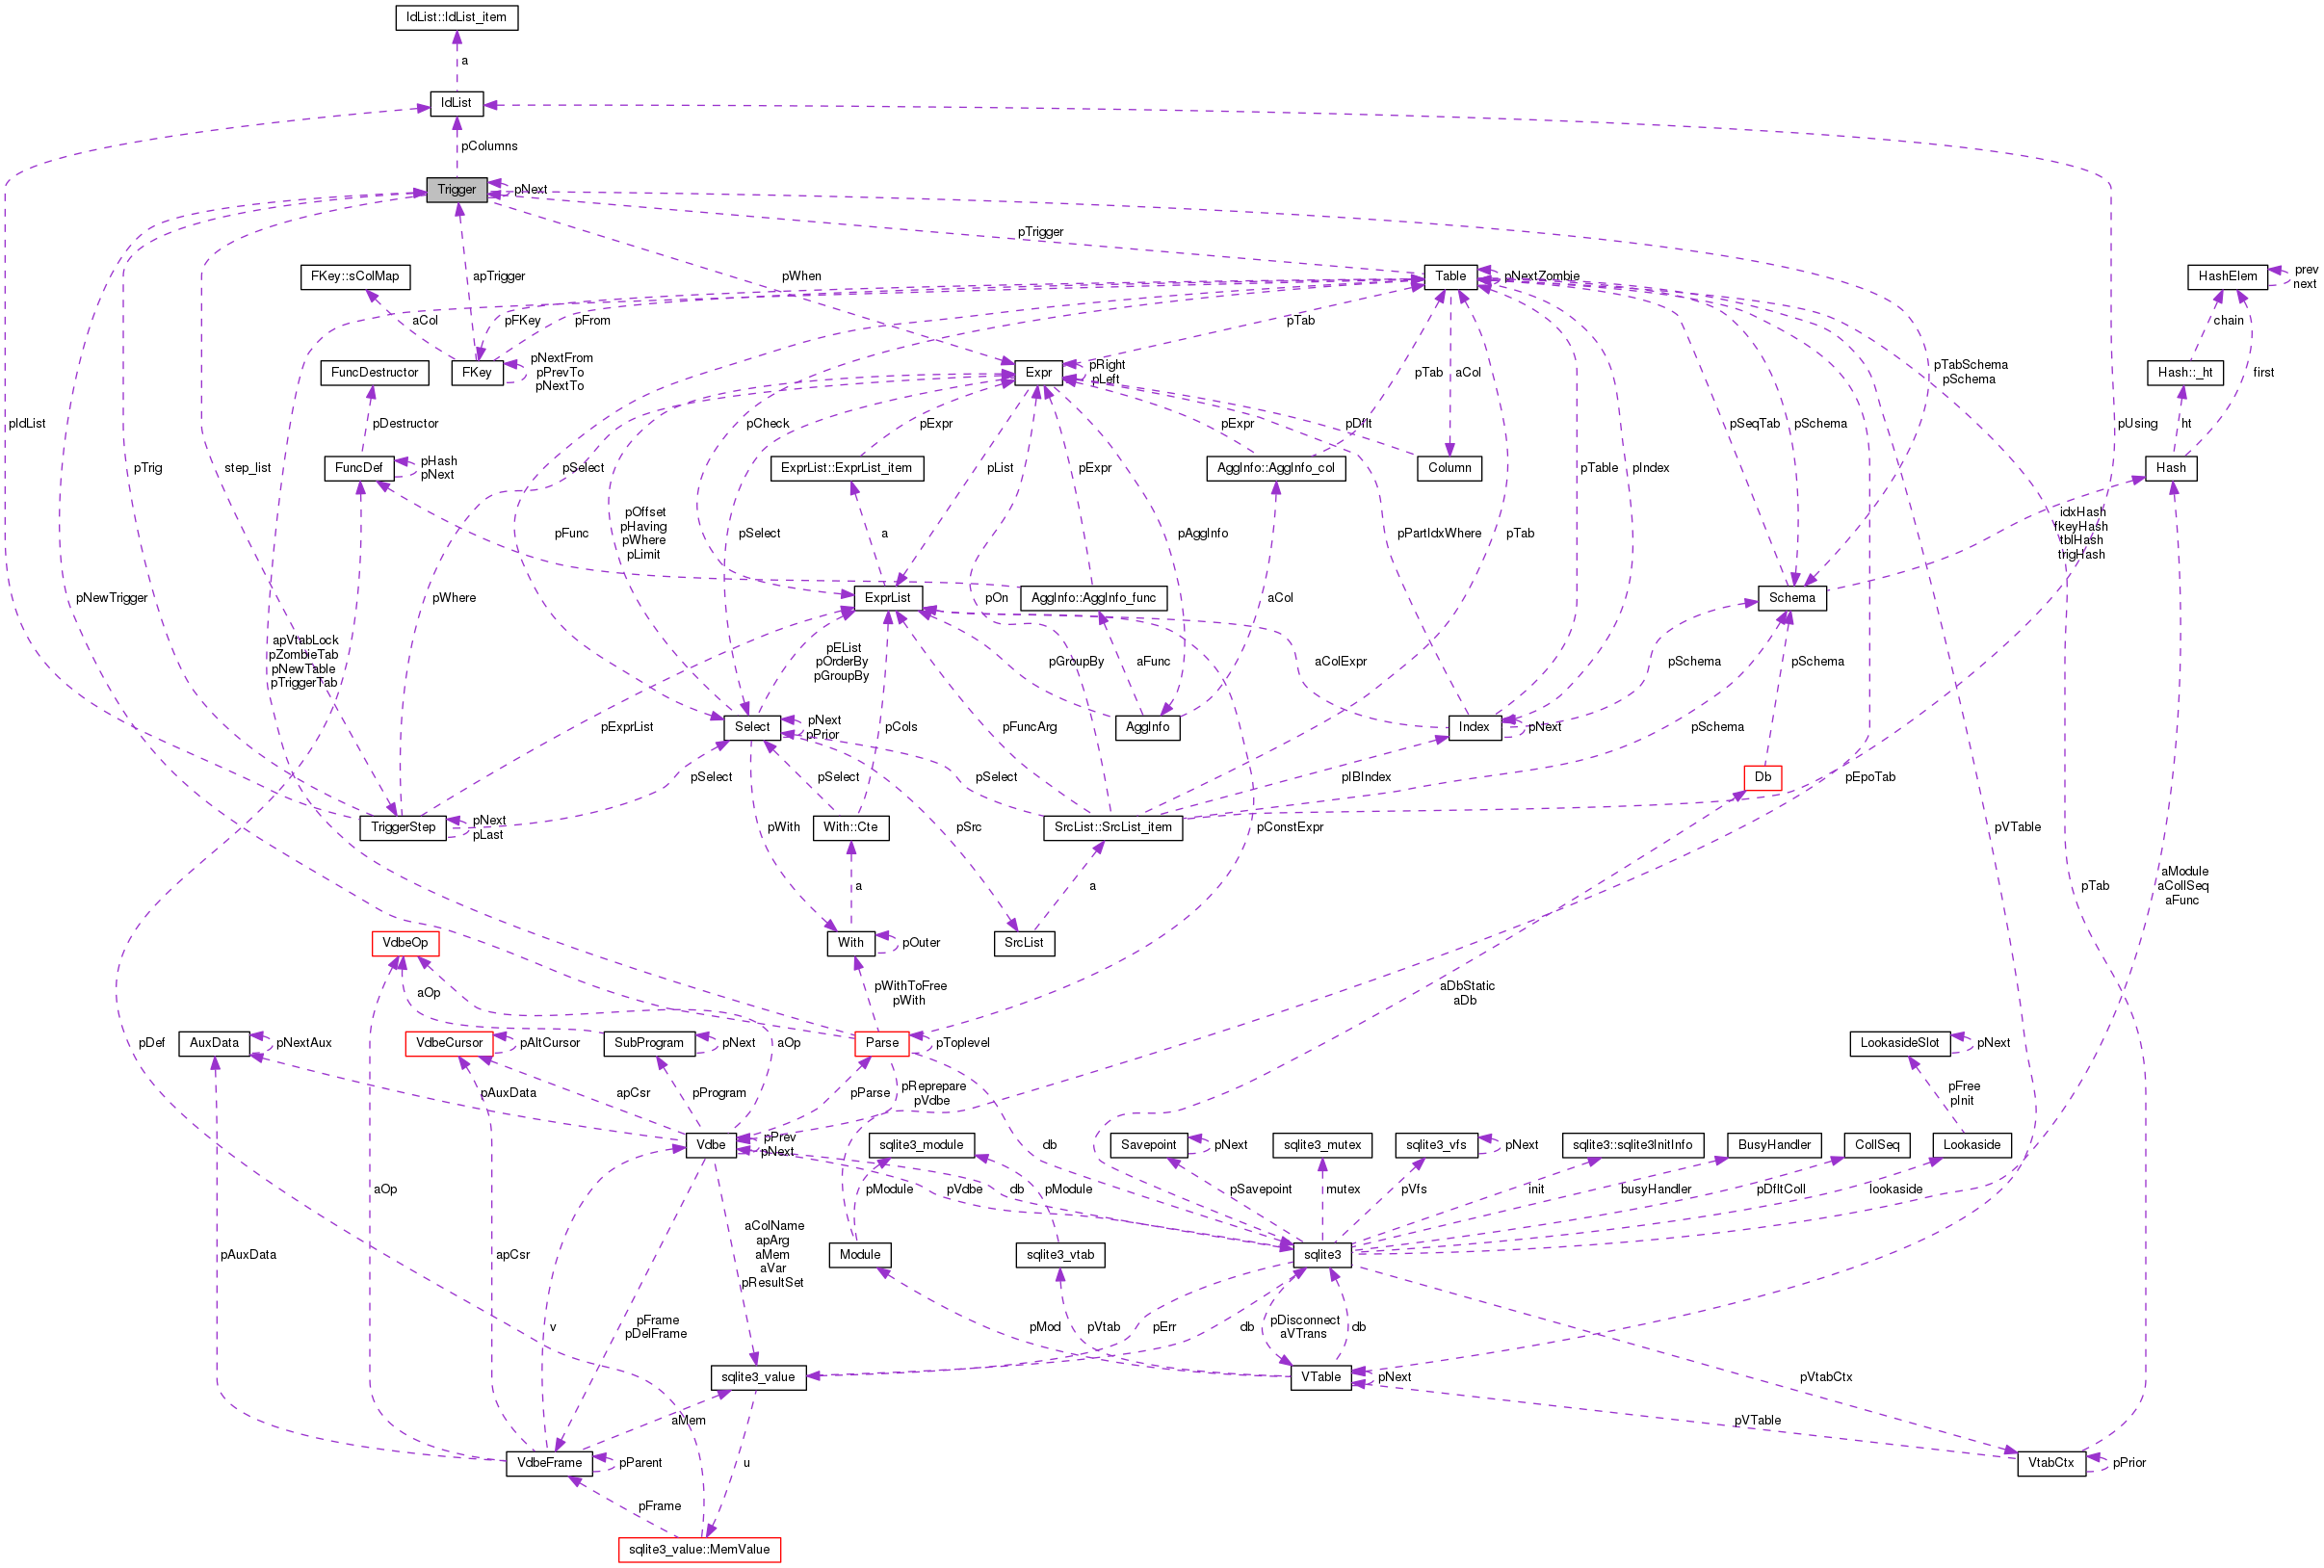 IdList::IdList_item
a
IdList
pColumns
Trigger
pNext
pTrigger
FKey::sColMap
apTrigger
pWhen
Table
pNextZombie
HashElem
prev
next
aCol
pFKey
pFrom
pTab
chain
FuncDestructor
FKey
pNextFrom
pPrevTo
pNextTo
Expr
pRight
pLeft
pTab
aCol
pTabSchema
pSchema
Hash::_ht
first
pIdList
pDestructor
pCheck
pExpr
pExpr
pDflt
pSeqTab
pSchema
pUsing
ht
pTrig
step_list
FuncDef
pHash
pNext
pSelect
ExprList::ExprList_item
pList
pExpr
AggInfo::AggInfo_col
Column
pTable
pIndex
Hash
pFunc
pOffset
pHaving
pWhere
pLimit
pSelect
a
pAggInfo
pPartIdxWhere
pTab
idxHash
fkeyHash
tblHash
trigHash
pNewTrigger
pWhere
ExprList
pOn
AggInfo::AggInfo_func
aCol
Schema
apVtabLock
pZombieTab
pNewTable
pTriggerTab
pEList
pOrderBy
pGroupBy
pGroupBy
aFunc
aColExpr
pSchema
pSchema
pExprList
Select
pNext
pPrior
pCols
pFuncArg
AggInfo
Index
pNext
pSchema
pSelect
pSelect
pSelect
pIBIndex
Db
pEpoTab
TriggerStep
pNext
pLast
pWith
With::Cte
pSrc
SrcList::SrcList_item
pConstExpr
pVTable
a
a
aModule
aCollSeq
aFunc
pTab
VdbeOp
With
pOuter
SrcList
aOp
pWithToFree
pWith
aDbStatic
aDb
pDef
AuxData
pNextAux
VdbeCursor
pAltCursor
SubProgram
pNext
aOp
Parse
pToplevel
LookasideSlot
pNext
pAuxData
apCsr
pProgram
pParse
pReprepare
pVdbe
pFree
pInit
Vdbe
pPrev
pNext
sqlite3_module
db
Savepoint
pNext
sqlite3_mutex
sqlite3_vfs
pNext
sqlite3::sqlite3InitInfo
BusyHandler
CollSeq
Lookaside
aOp
pModule
pVdbe
db
pModule
pSavepoint
mutex
pVfs
init
busyHandler
pDfltColl
lookaside
pAuxData
apCsr
aColName
apArg
aMem
aVar
pResultSet
Module
sqlite3_vtab
sqlite3
v
pFrame
pDelFrame
pMod
pVtab
pErr
db
pDisconnect
aVTrans
db
sqlite3_value
VTable
pNext
pVtabCtx
aMem
pVTable
VdbeFrame
pParent
u
VtabCtx
pPrior
pFrame
sqlite3_value::MemValue